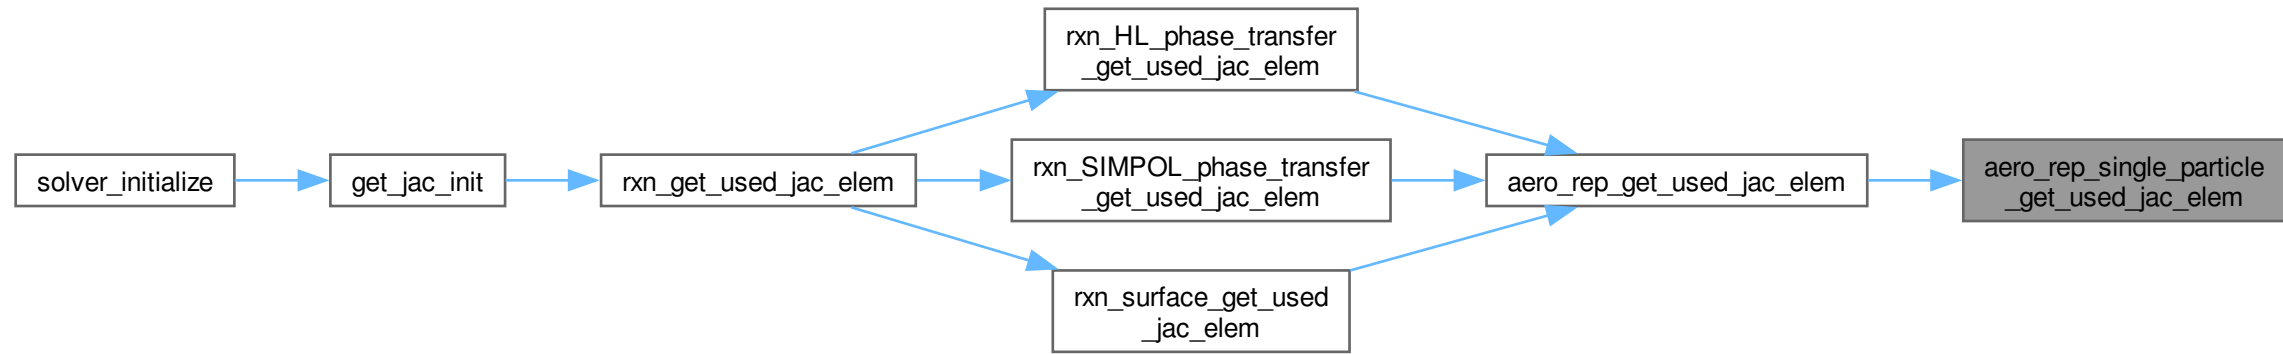 solver_initialize
get_jac_init
rxn_get_used_jac_elem
rxn_HL_phase_transfer
_get_used_jac_elem
rxn_SIMPOL_phase_transfer
_get_used_jac_elem
rxn_surface_get_used
_jac_elem
aero_rep_get_used_jac_elem
aero_rep_single_particle
_get_used_jac_elem